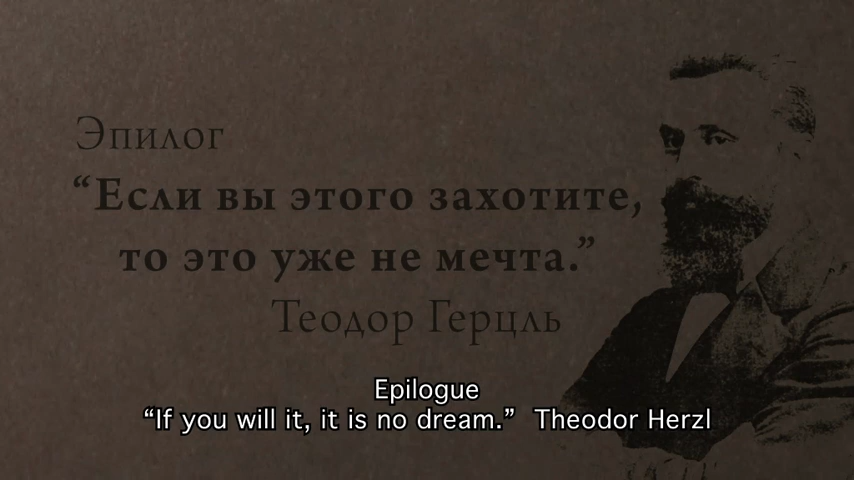 Эпилог
“Если вы этого захотите,
то это уже не мечта.”
Теодор Герцль
Epilogue
“If you will it, it is no dream.”  Theodor Herzl